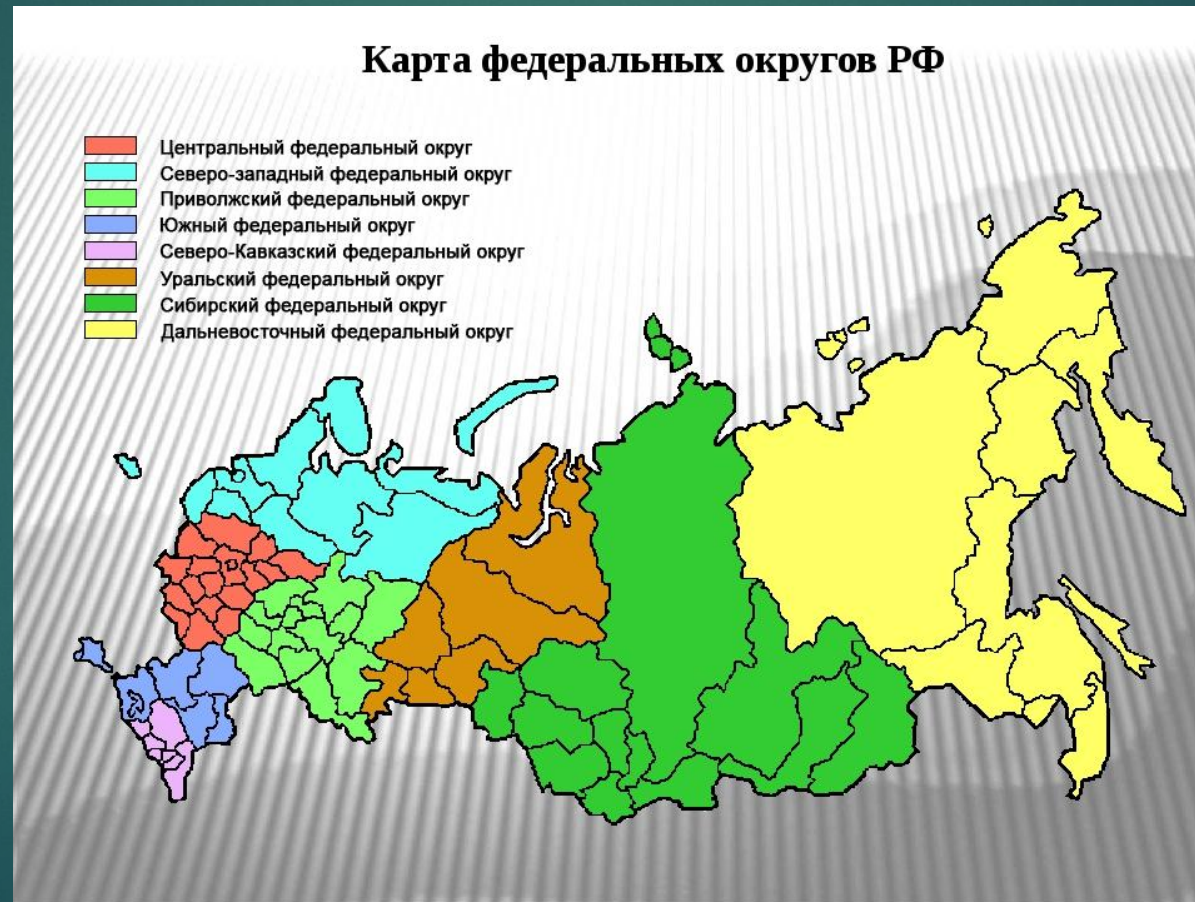 Карта федеральных округов РФ
Центральный федеральный округ
Северо-западный федеральный округ
Приволжский федеральный округ
Южный федеральный округ
Северо-Кавказский федеральный округ
Уральский федеральный округ
Сибирский федеральный округ
Дальневосточный федеральный округ